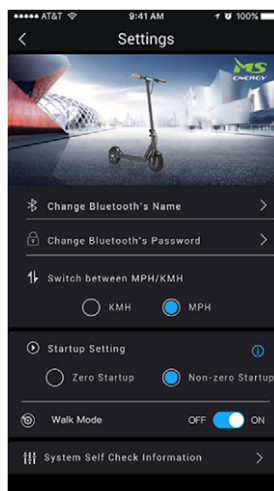 AT&T 9:41 AM 100%
Settings
MS
ENERGY
Change Bluetooth's Name
Change Bluetooth's Password
Switch between MPH/KMH
KMH MPH
Startup Setting
Zero Startup Non-zero Startup
Walk Mode OFF ON
System Self Check Information